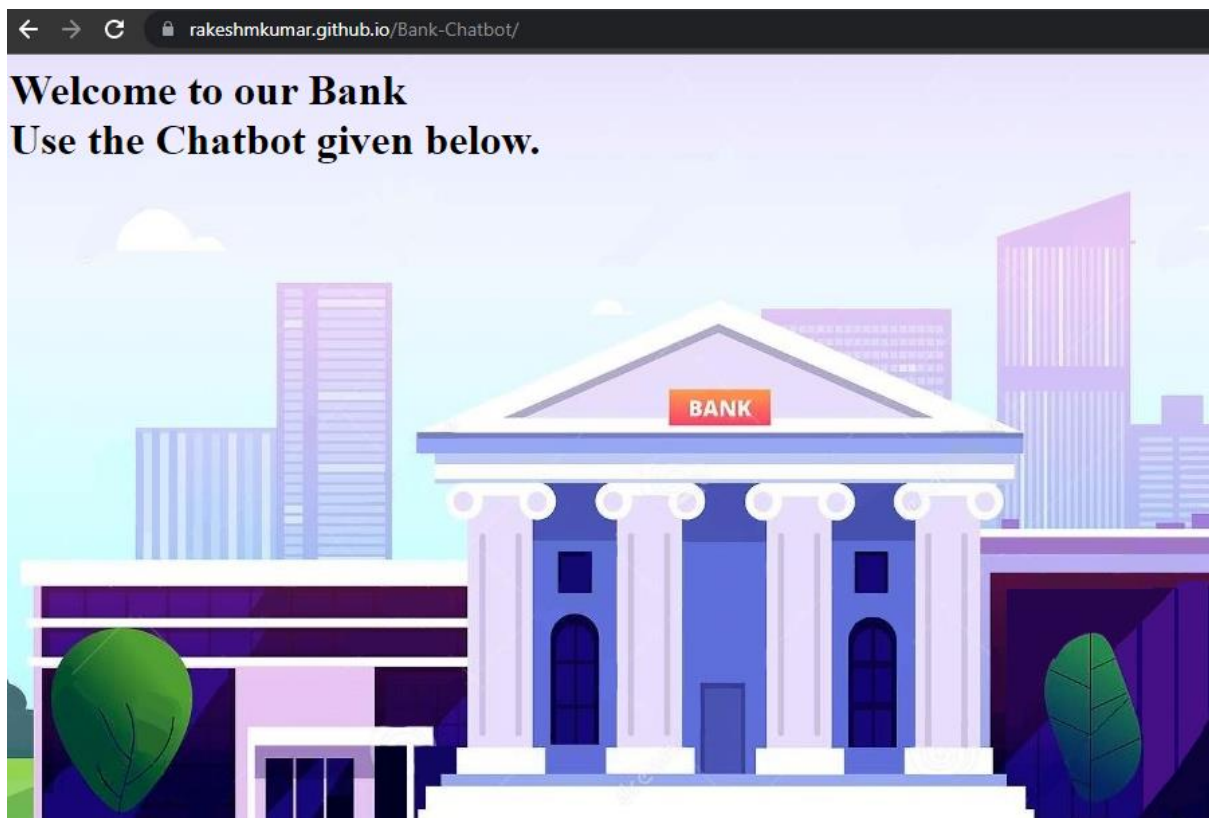 rakeshmkumar.github.io/Bank-Chatbot/
Welcome to our Bank
Use the Chatbot given below.
BANK